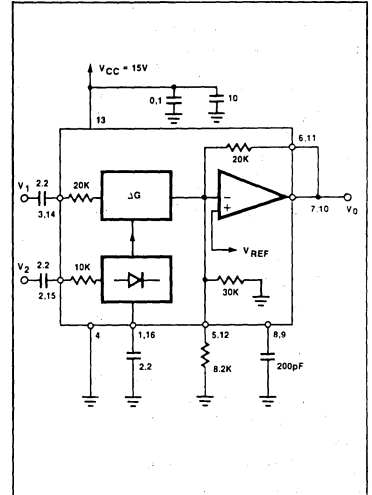 VCC = 15V
0,1
10
13
6,11
20K
V1
2.2
20K
ΔG
3,14
−
+
7,10
V0
VREF
V2
2.2
10K
2,15
30K
4
1,16
5,12
8,9
2.2
8.2K
200pF